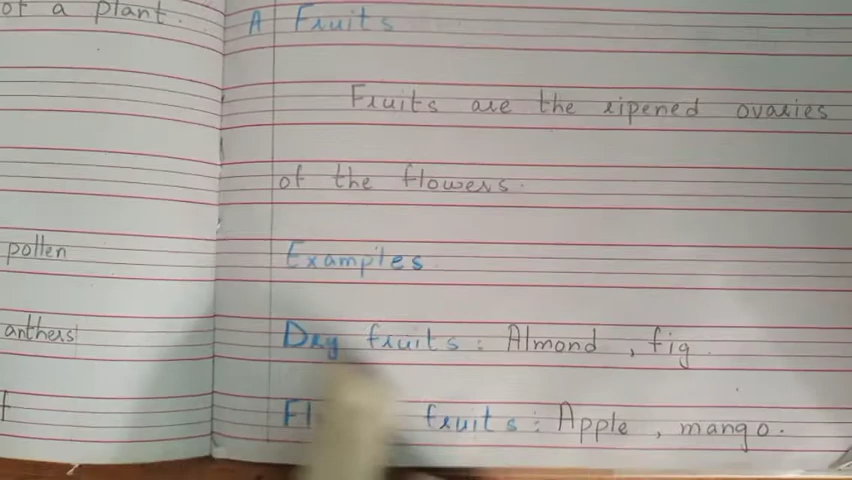 of a plant.
pollen
anthers
A Fruits
Fruits are the ripened ovaries
of the flowers.
Examples
Dry fruits : Almond , fig.
fruits : Apple , mango.